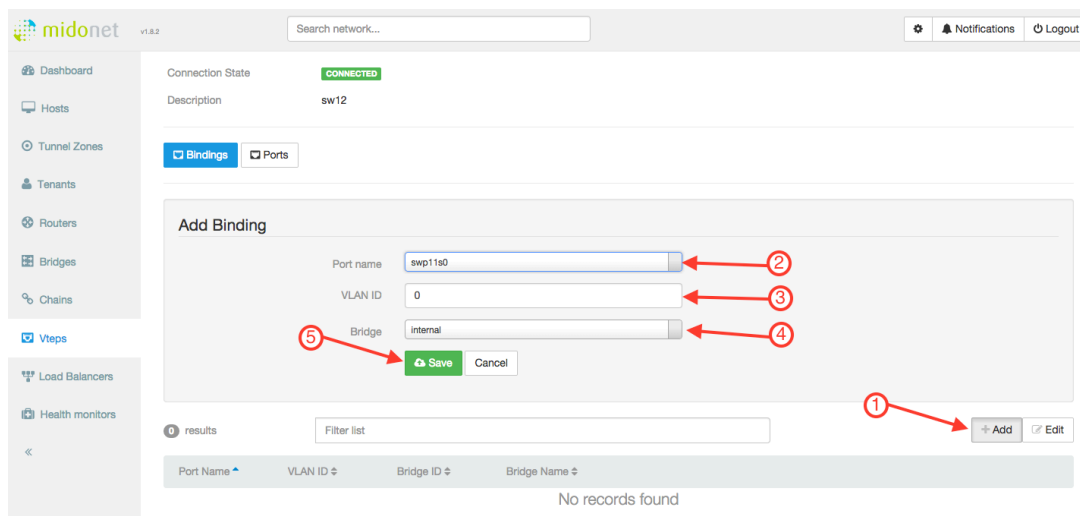 midonet v1.8.2
Search network...
Notifications
Logout
Dashboard
Hosts
Tunnel Zones
Tenants
Routers
Bridges
Chains
Vteps
Load Balancers
Health monitors
«
Connection State CONNECTED
Description sw12
Bindings Ports
Add Binding
Port name swp11s0 2
VLAN ID 0 3
Bridge internal 4
5 Save Cancel
1
0 results Filter list + Add Edit
Port Name VLAN ID Bridge ID Bridge Name
No records found